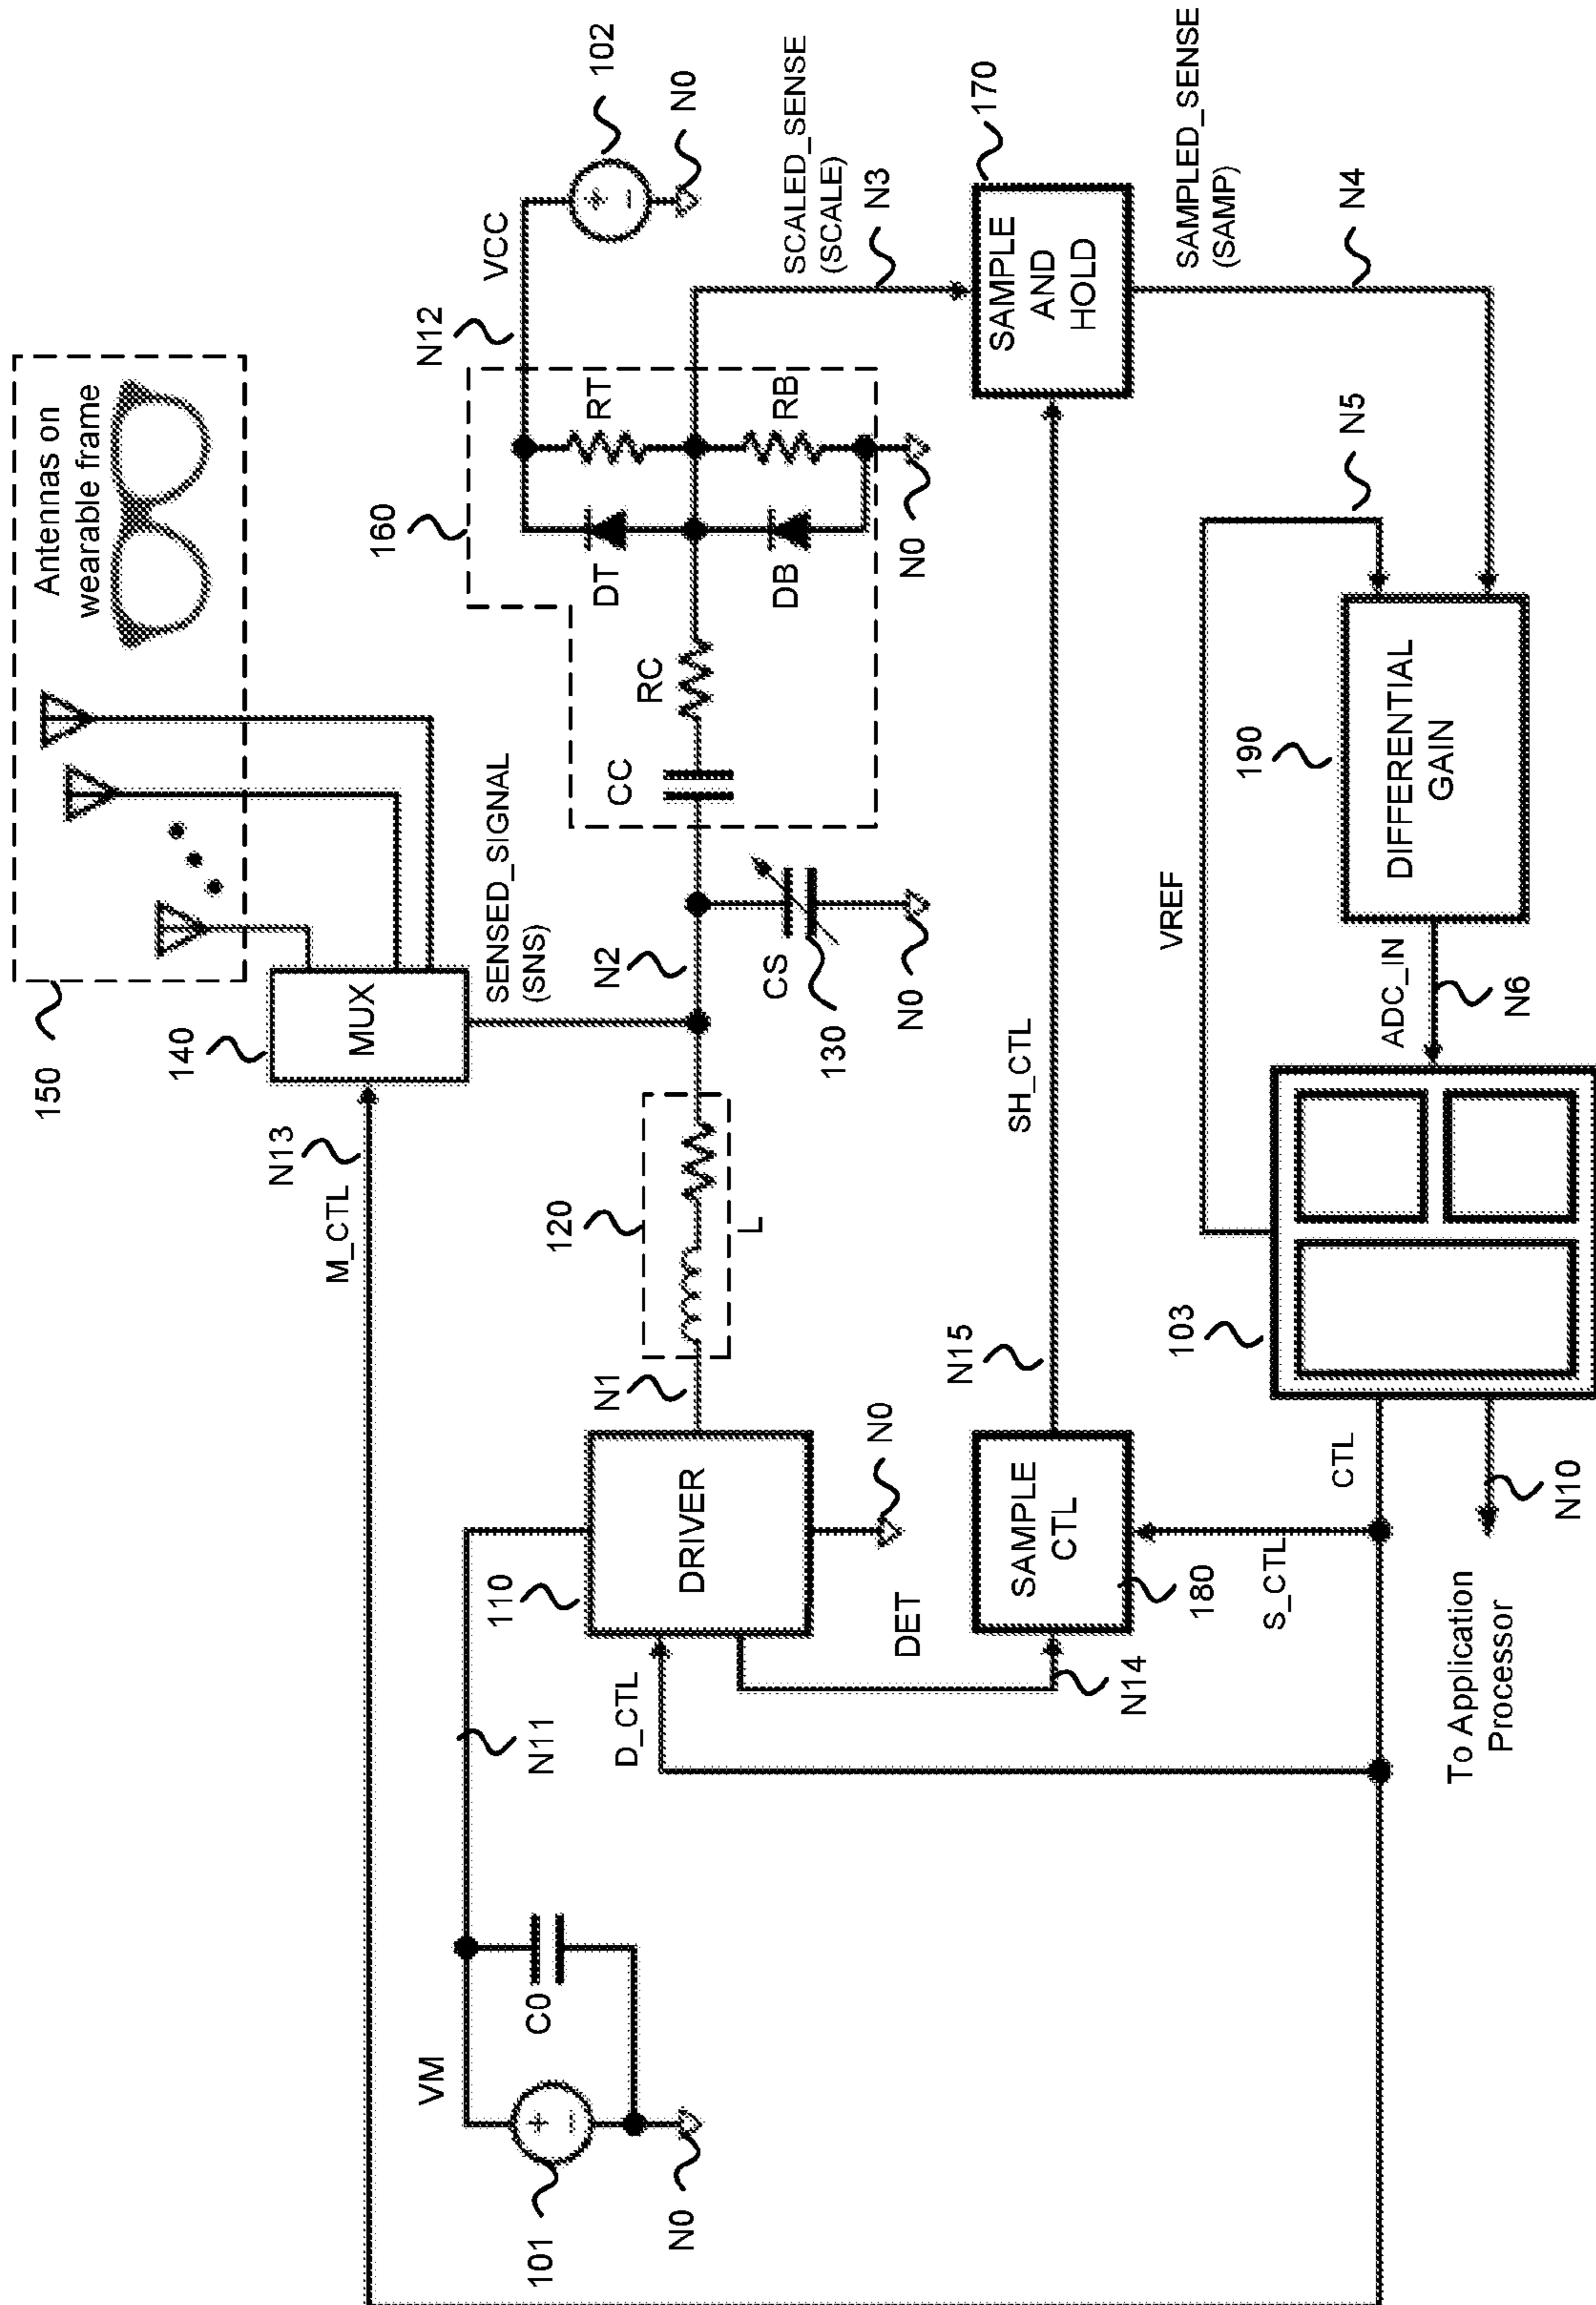 150
Antennas on
wearable frame
140
MUX
N13
M_CTL
SENSED_SIGNAL
(SNS)
N12
VCC
102
N0
160
RT
RB
DT
DB
N0
RC
CC
N2
CS
130
N0
120
L
N1
VM
101
N0
C0
N11
110
DRIVER
N0
D_CTL
DET
N14
SAMPLE
CTL
180
S_CTL
N15
SH_CTL
SCALED_SENSE
(SCALE)
N3
170
SAMPLE
AND
HOLD
SAMPLED_SENSE
(SAMP)
N4
N5
VREF
190
DIFFERENTIAL
GAIN
ADC_IN
N6
103
CTL
N10
To Application
Processor